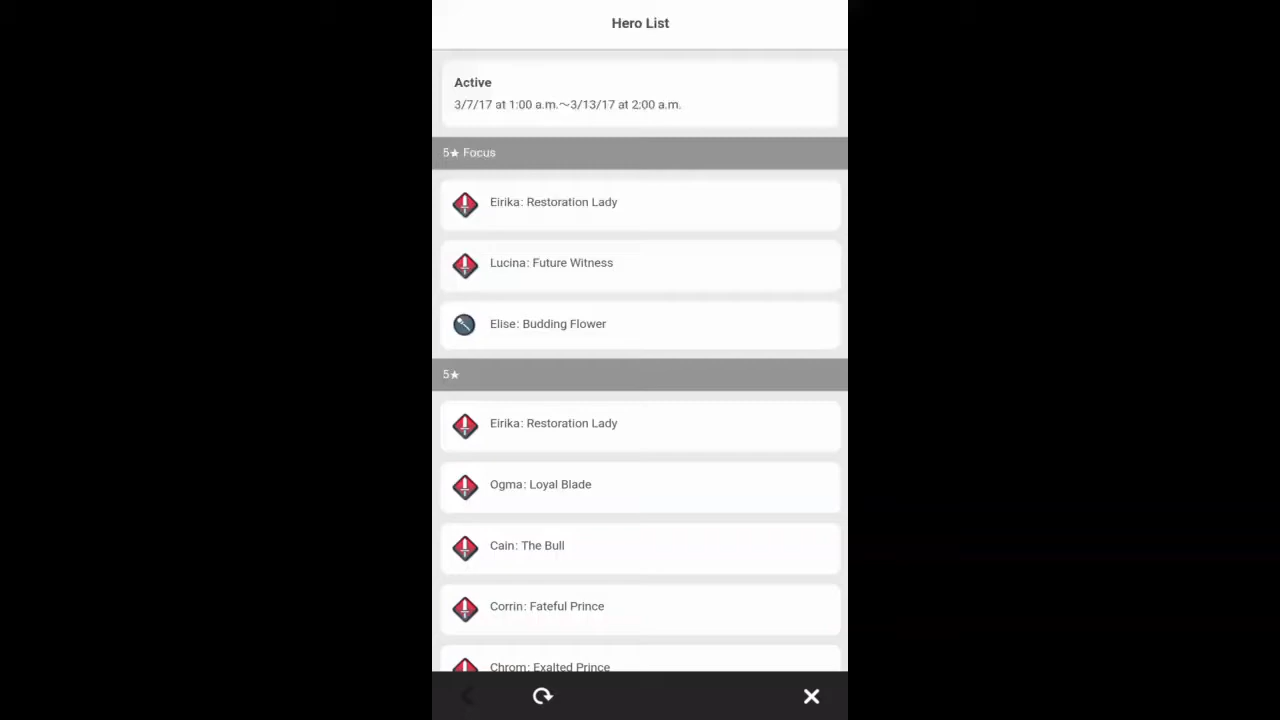 Hero List
Active
3/7/17 at 1:00 a.m.～3/13/17 at 2:00 a.m.
5★ Focus
Eirika: Restoration Lady
Lucina: Future Witness
Elise: Budding Flower
5★
Eirika: Restoration Lady
Ogma: Loyal Blade
Cain: The Bull
Corrin: Fateful Prince
Chrom: Exalted Prince